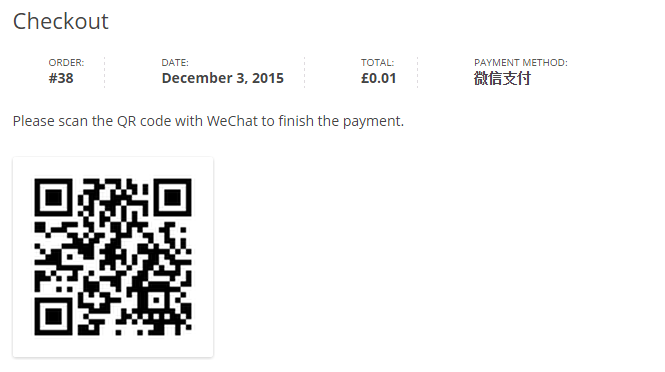 Checkout
ORDER: DATE: TOTAL: PAYMENT METHOD:
#38 December 3, 2015 £0.01 微信支付
Please scan the QR code with WeChat to finish the payment.